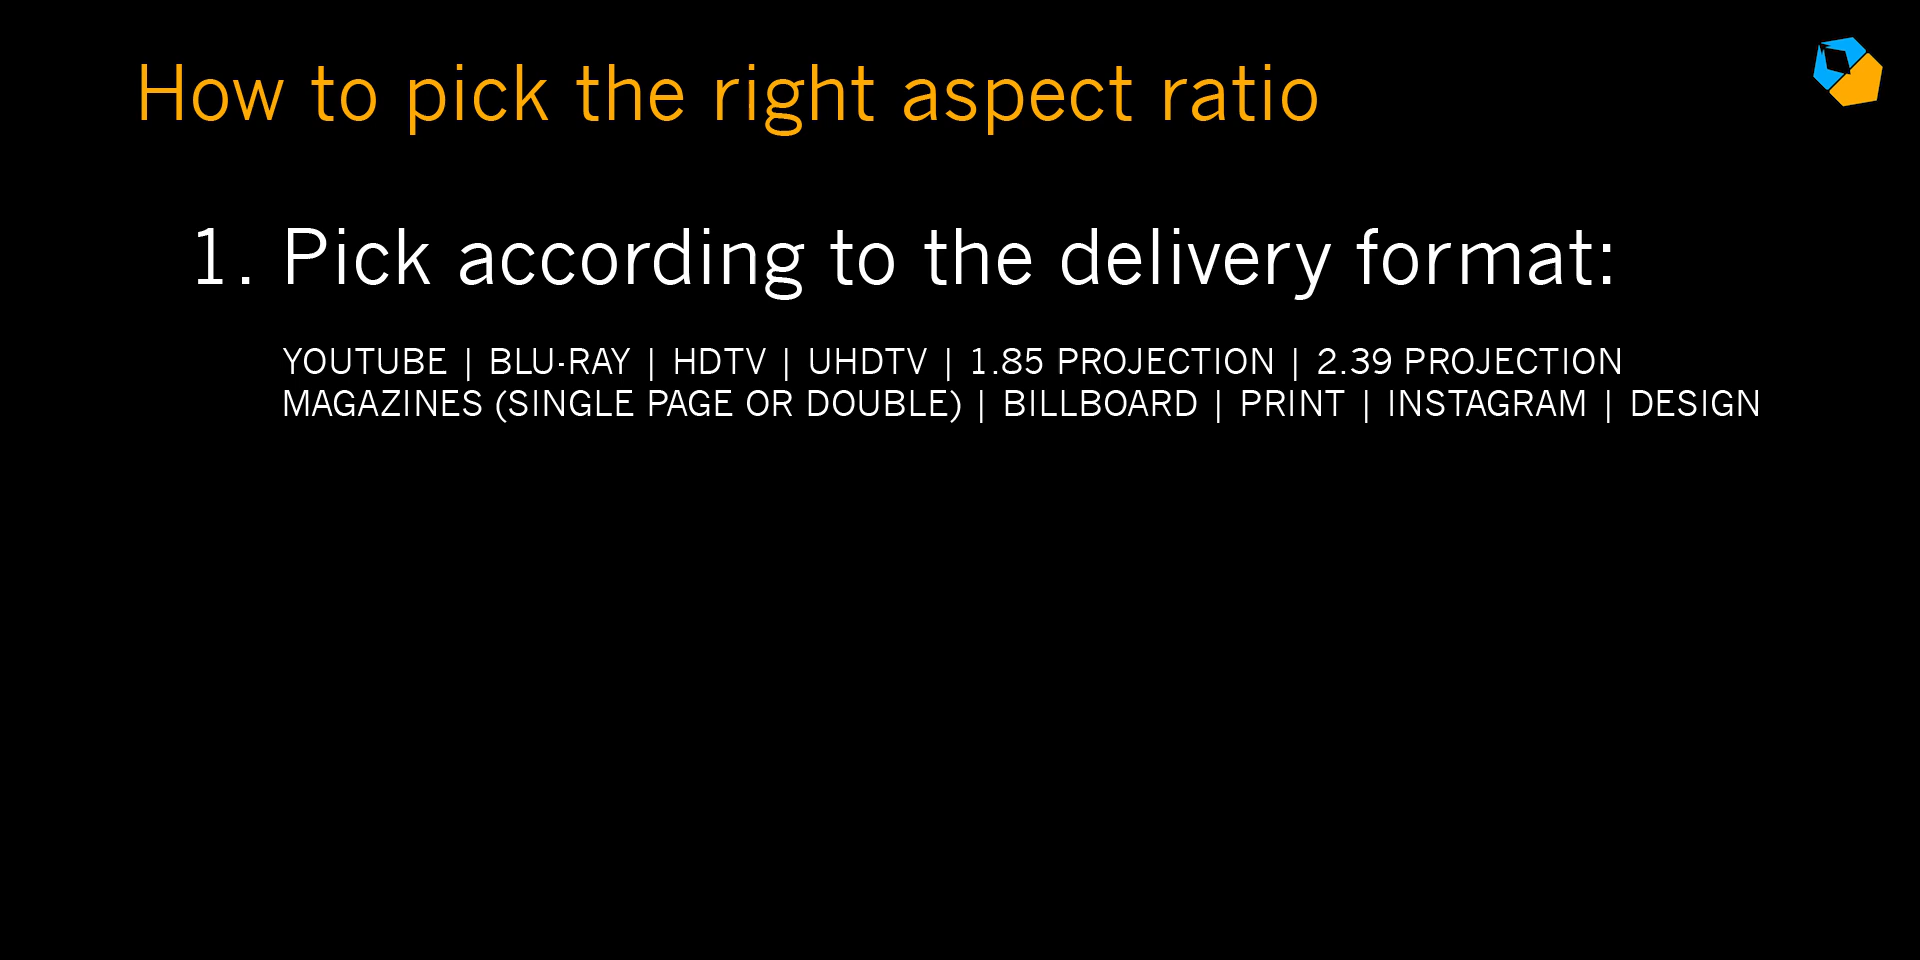 How to pick the right aspect ratio
1. Pick according to the delivery format:
YOUTUBE | BLU-RAY | HDTV | UHDTV | 1.85 PROJECTION | 2.39 PROJECTION
MAGAZINES (SINGLE PAGE OR DOUBLE) | BILLBOARD | PRINT | INSTAGRAM | DESIGN